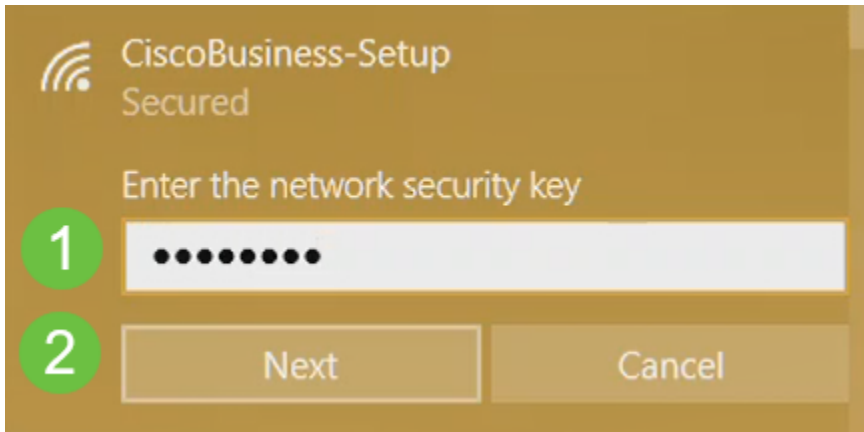 CiscoBusiness-Setup
Secured
Enter the network security key
1 ●●●●●●●●
2 Next Cancel